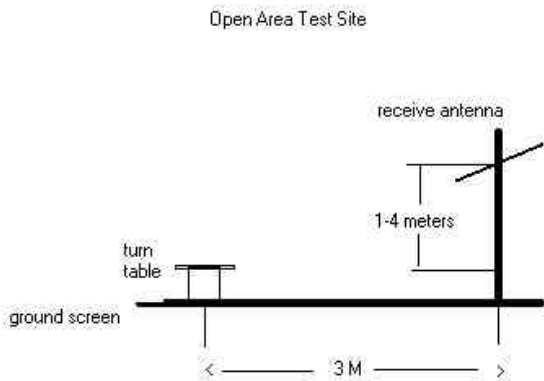 Open Area Test Site
receive antenna
1-4 meters
turn
table
ground screen
3 M